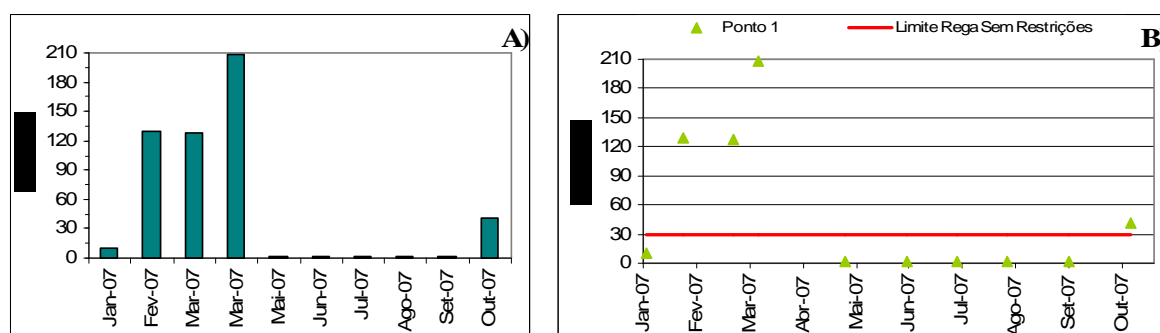 A)
210
180
150
120
90
60
30
0
Jan-07
Fev-07
Mar-07
Mar-07
Mai-07
Jun-07
Jul-07
Ago-07
Set-07
Out-07
Ponto 1
Limite Rega Sem Restrições
B
210
180
150
120
90
60
30
0
Jan-07
Fev-07
Mar-07
Abr-07
Mai-07
Jun-07
Jul-07
Ago-07
Set-07
Out-07